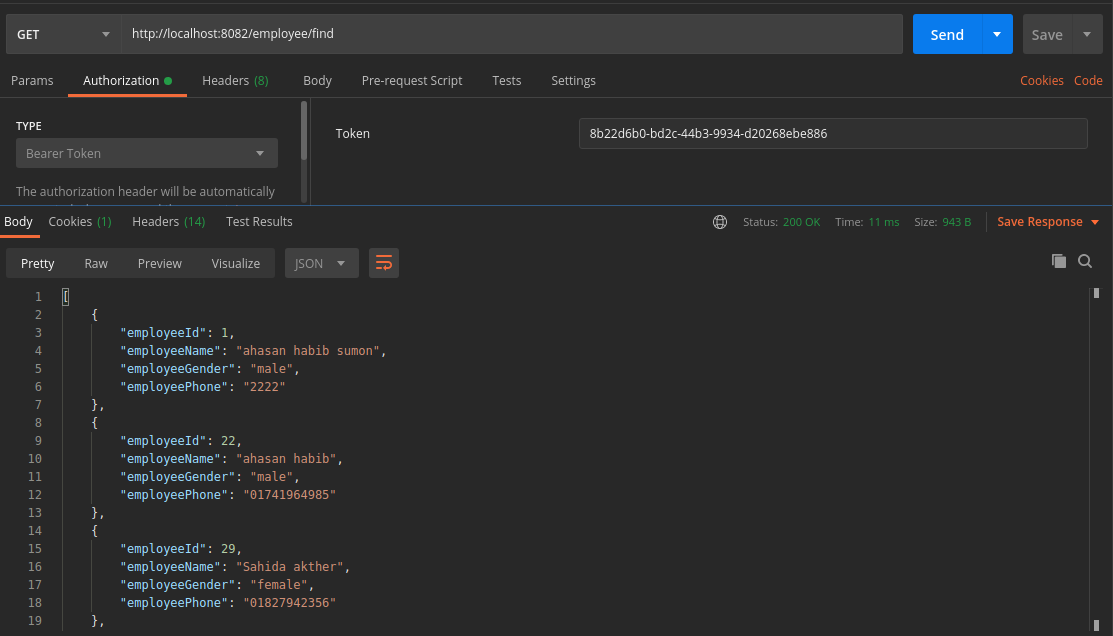 GET http://localhost:8082/employee/find Send Save
Params Authorization Headers (8) Body Pre-request Script Tests Settings Cookies Code
TYPE
Bearer Token
The authorization header will be automatically
Token 8b22d6b0-bd2c-44b3-9934-d20268ebe886
Body Cookies (1) Headers (14) Test Results Status: 200 OK Time: 11 ms Size: 943 B Save Response
Pretty Raw Preview Visualize JSON
1 [
2 {
3 "employeeId": 1,
4 "employeeName": "ahasan habib sumon",
5 "employeeGender": "male",
6 "employeePhone": "2222"
7 },
8 {
9 "employeeId": 22,
10 "employeeName": "ahasan habib",
11 "employeeGender": "male",
12 "employeePhone": "01741964985"
13 },
14 {
15 "employeeId": 29,
16 "employeeName": "Sahida akther",
17 "employeeGender": "female",
18 "employeePhone": "01827942356"
19 },